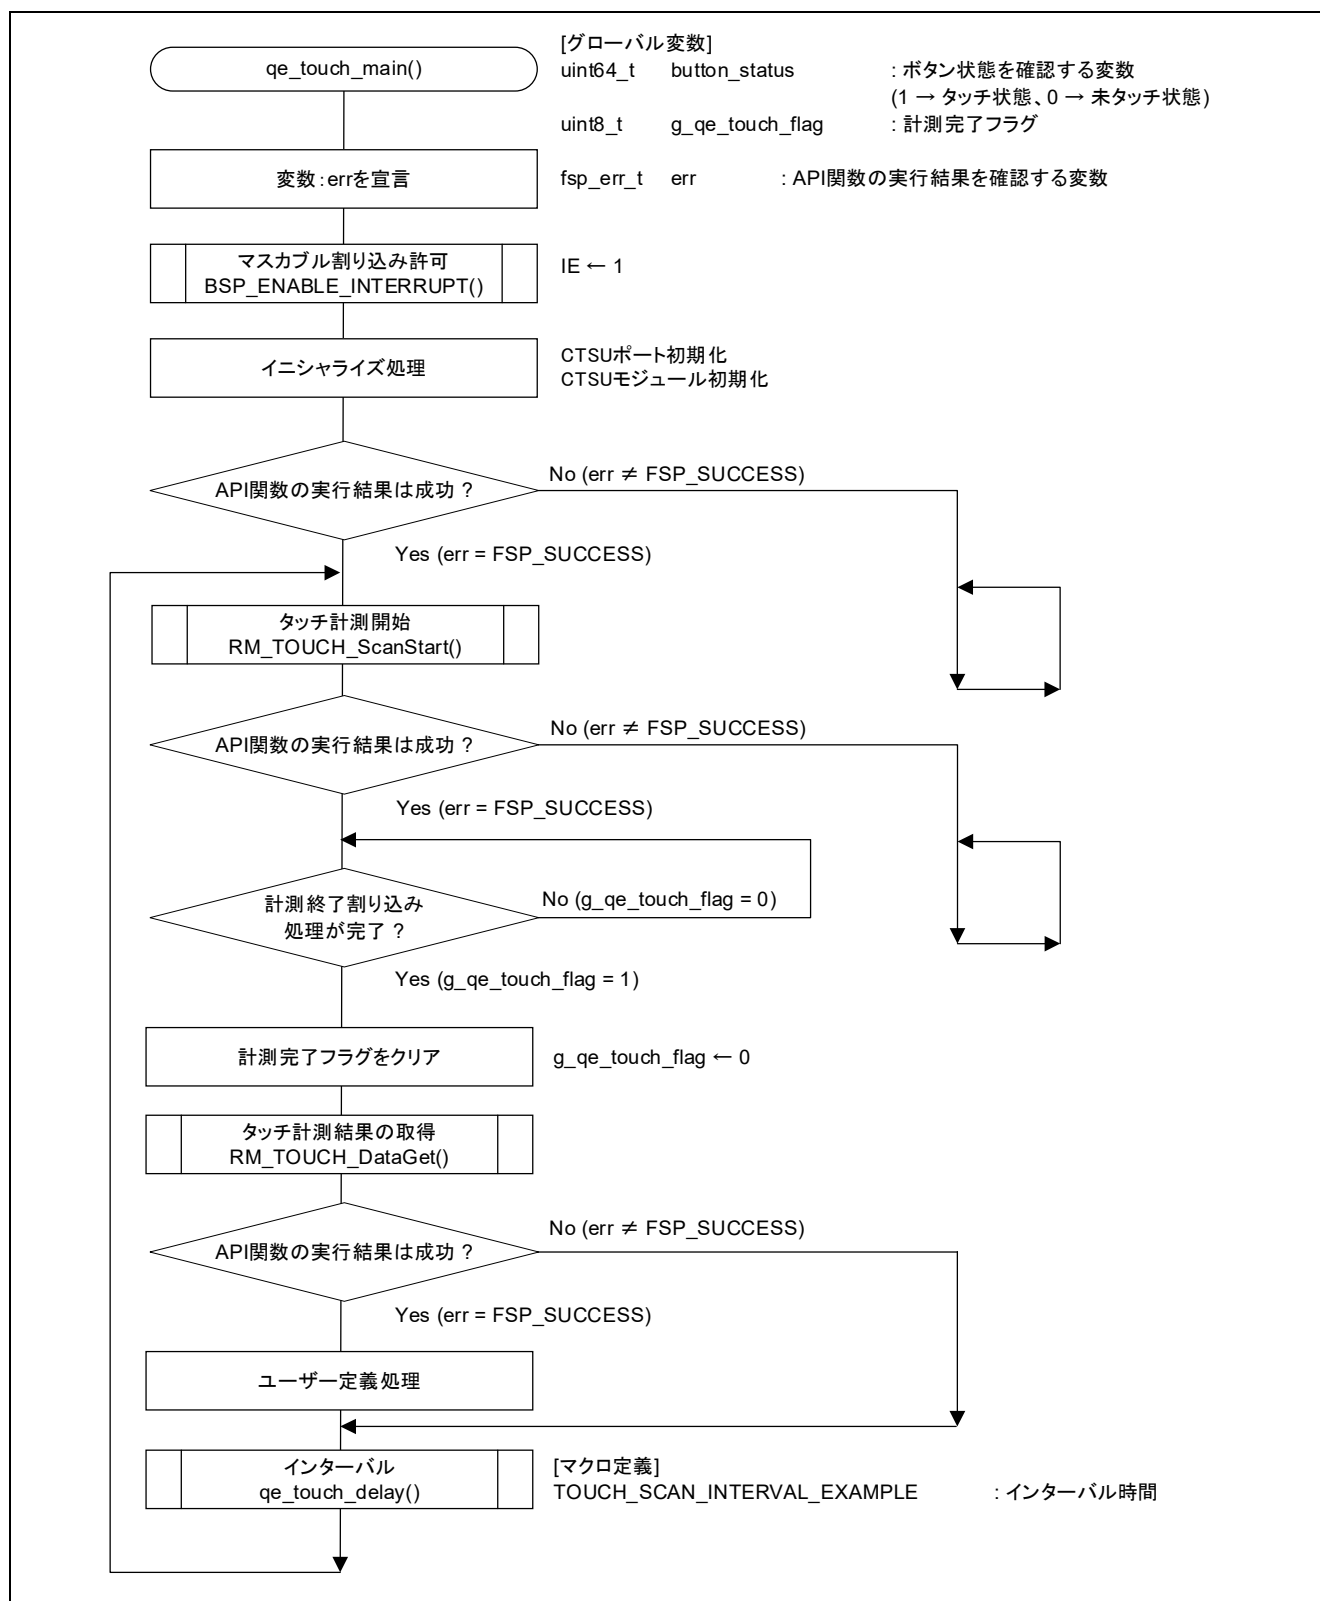 qe_touch_main()
[グローバル変数]
uint64_t button_status : ボタン状態を確認する変数
(1 → タッチ状態、0 → 未タッチ状態)
uint8_t g_qe_touch_flag : 計測完了フラグ
変数：errを宣言
fsp_err_t err : API関数の実行結果を確認する変数
マスカブル割り込み許可
BSP_ENABLE_INTERRUPT()
IE ← 1
イニシャライズ処理
CTSUポート初期化
CTSUモジュール初期化
API関数の実行結果は成功？
No (err ≠ FSP_SUCCESS)
Yes (err = FSP_SUCCESS)
タッチ計測開始
RM_TOUCH_ScanStart()
API関数の実行結果は成功？
No (err ≠ FSP_SUCCESS)
Yes (err = FSP_SUCCESS)
計測終了割り込み
処理が完了？
No (g_qe_touch_flag = 0)
Yes (g_qe_touch_flag = 1)
計測完了フラグをクリア
g_qe_touch_flag ← 0
タッチ計測結果の取得
RM_TOUCH_DataGet()
API関数の実行結果は成功？
No (err ≠ FSP_SUCCESS)
Yes (err = FSP_SUCCESS)
ユーザー定義処理
インターバル
qe_touch_delay()
[マクロ定義]
TOUCH_SCAN_INTERVAL_EXAMPLE : インターバル時間